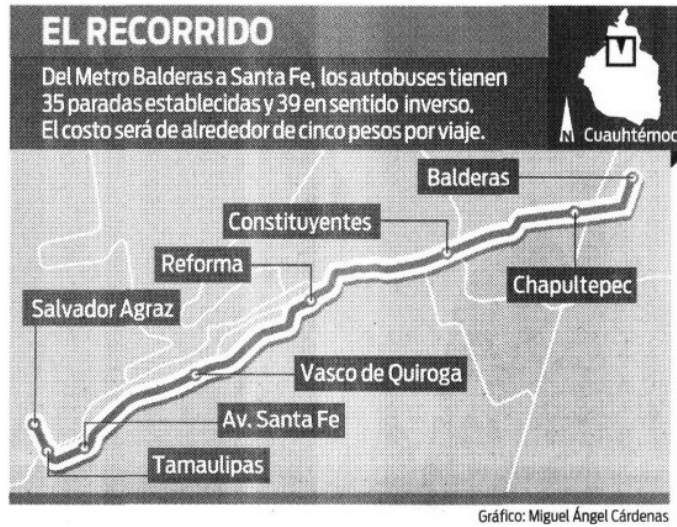 EL RECORRIDO
Del Metro Balderas a Santa Fe, los autobuses tienen
35 paradas establecidas y 39 en sentido inverso.
El costo será de alrededor de cinco pesos por viaje.
N
Cuauhtémoc
Balderas
Constituyentes
Reforma
Chapultepec
Salvador Agraz
Vasco de Quiroga
Av. Santa Fe
Tamaulipas
Gráfico: Miguel Ángel Cárdenas